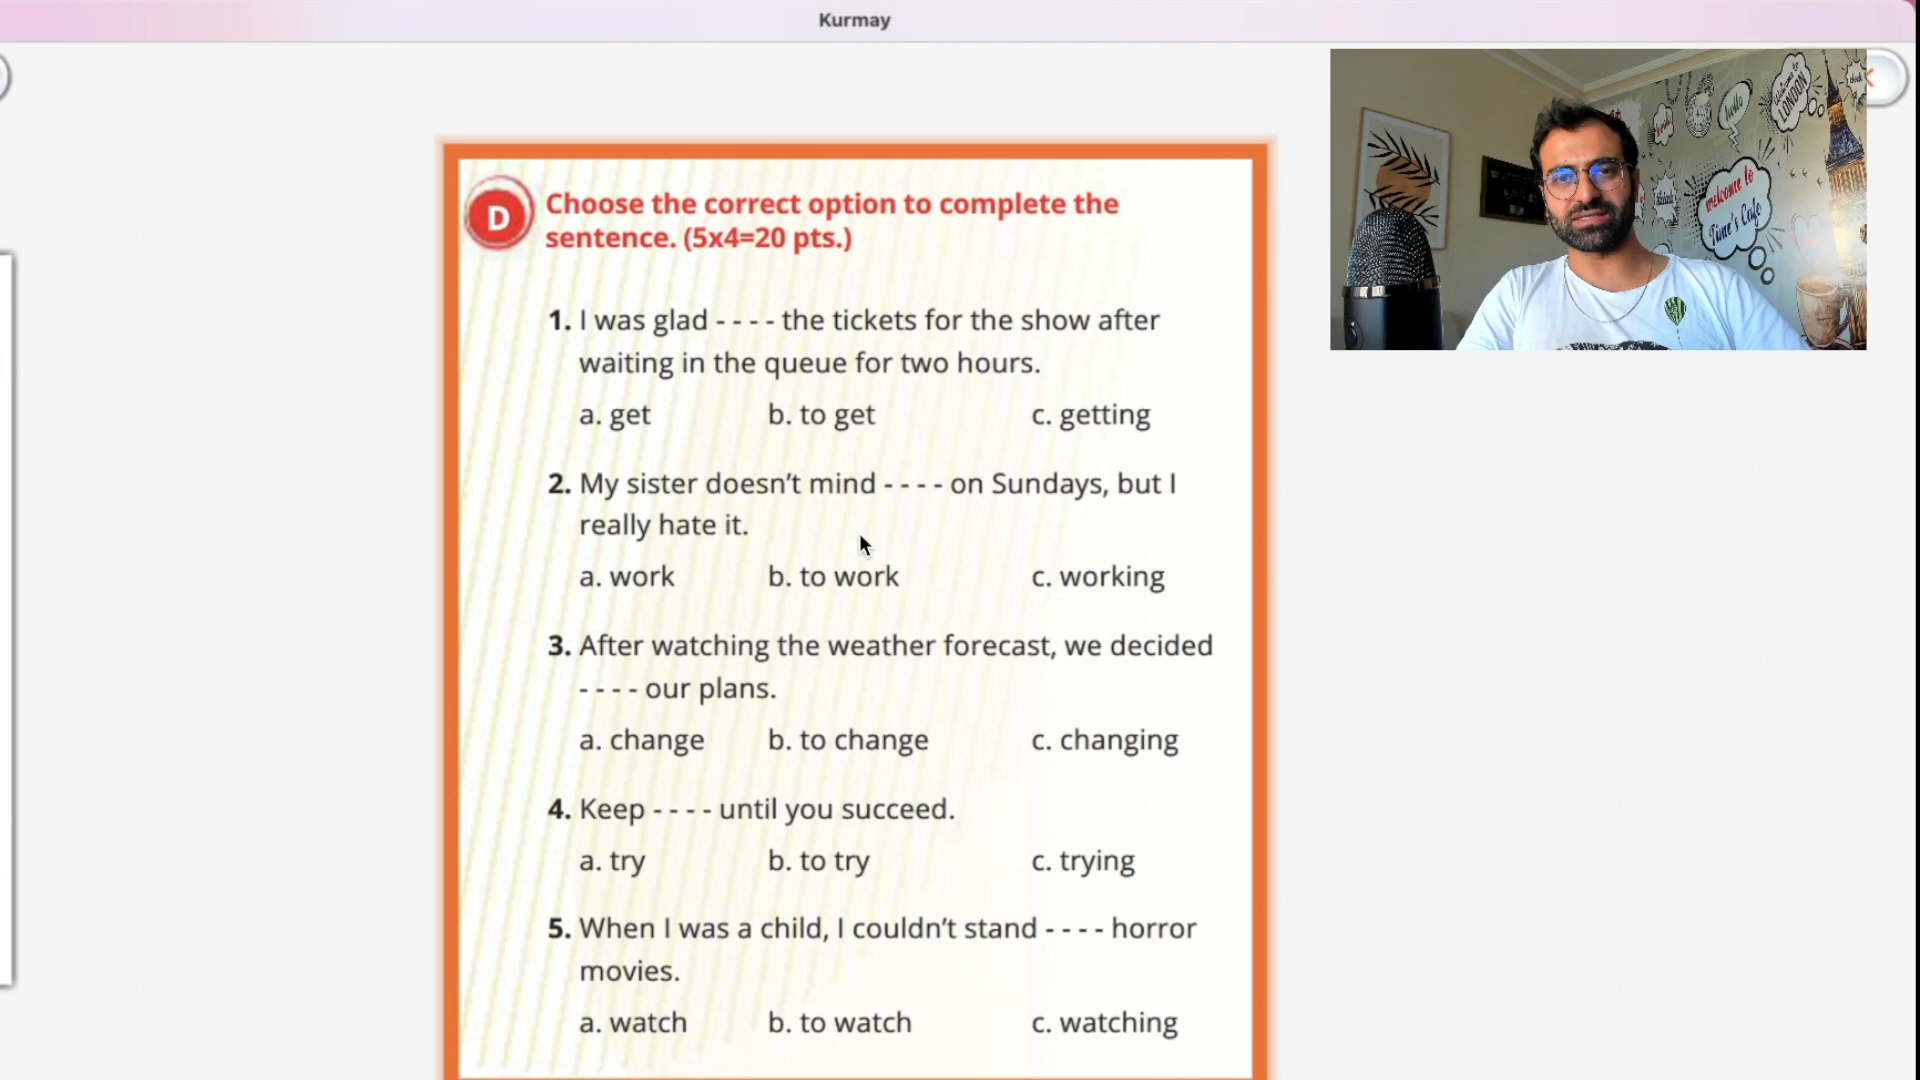 Kurmay
D
Choose the correct option to complete the
sentence. (5x4=20 pts.)
1. I was glad - - - - the tickets for the show after
waiting in the queue for two hours.
a. get b. to get c. getting
2. My sister doesn't mind - - - - on Sundays, but I
really hate it.
a. work b. to work c. working
3. After watching the weather forecast, we decided
- - - - our plans.
a. change b. to change c. changing
4. Keep - - - - until you succeed.
a. try b. to try c. trying
5. When I was a child, I couldn't stand - - - - horror
movies.
a. watch b. to watch c. watching
Welcome to
LONDON
hello
welcome to
Time's Cafe